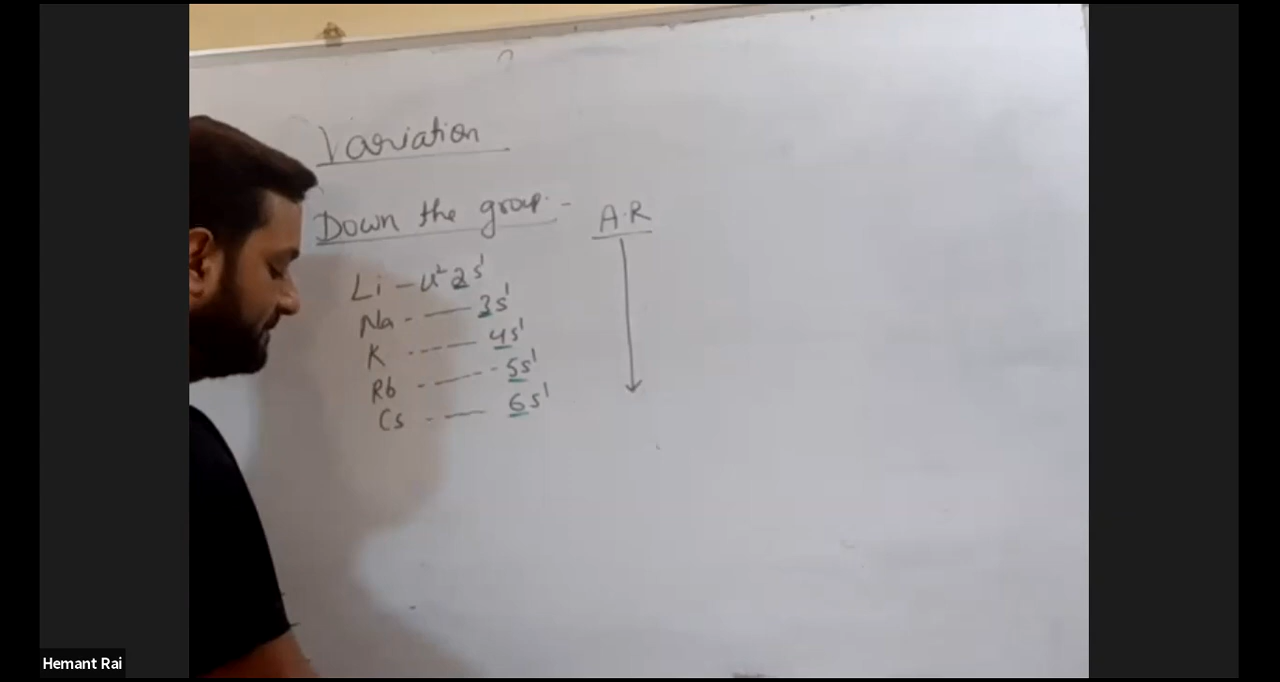 Variation
Down the group. -
A.R
Li - 1s² 2s¹
Na - — 3s¹
K ---- — 4s¹
Rb - —--- 5s¹
Cs - — 6s¹
Hemant Rai